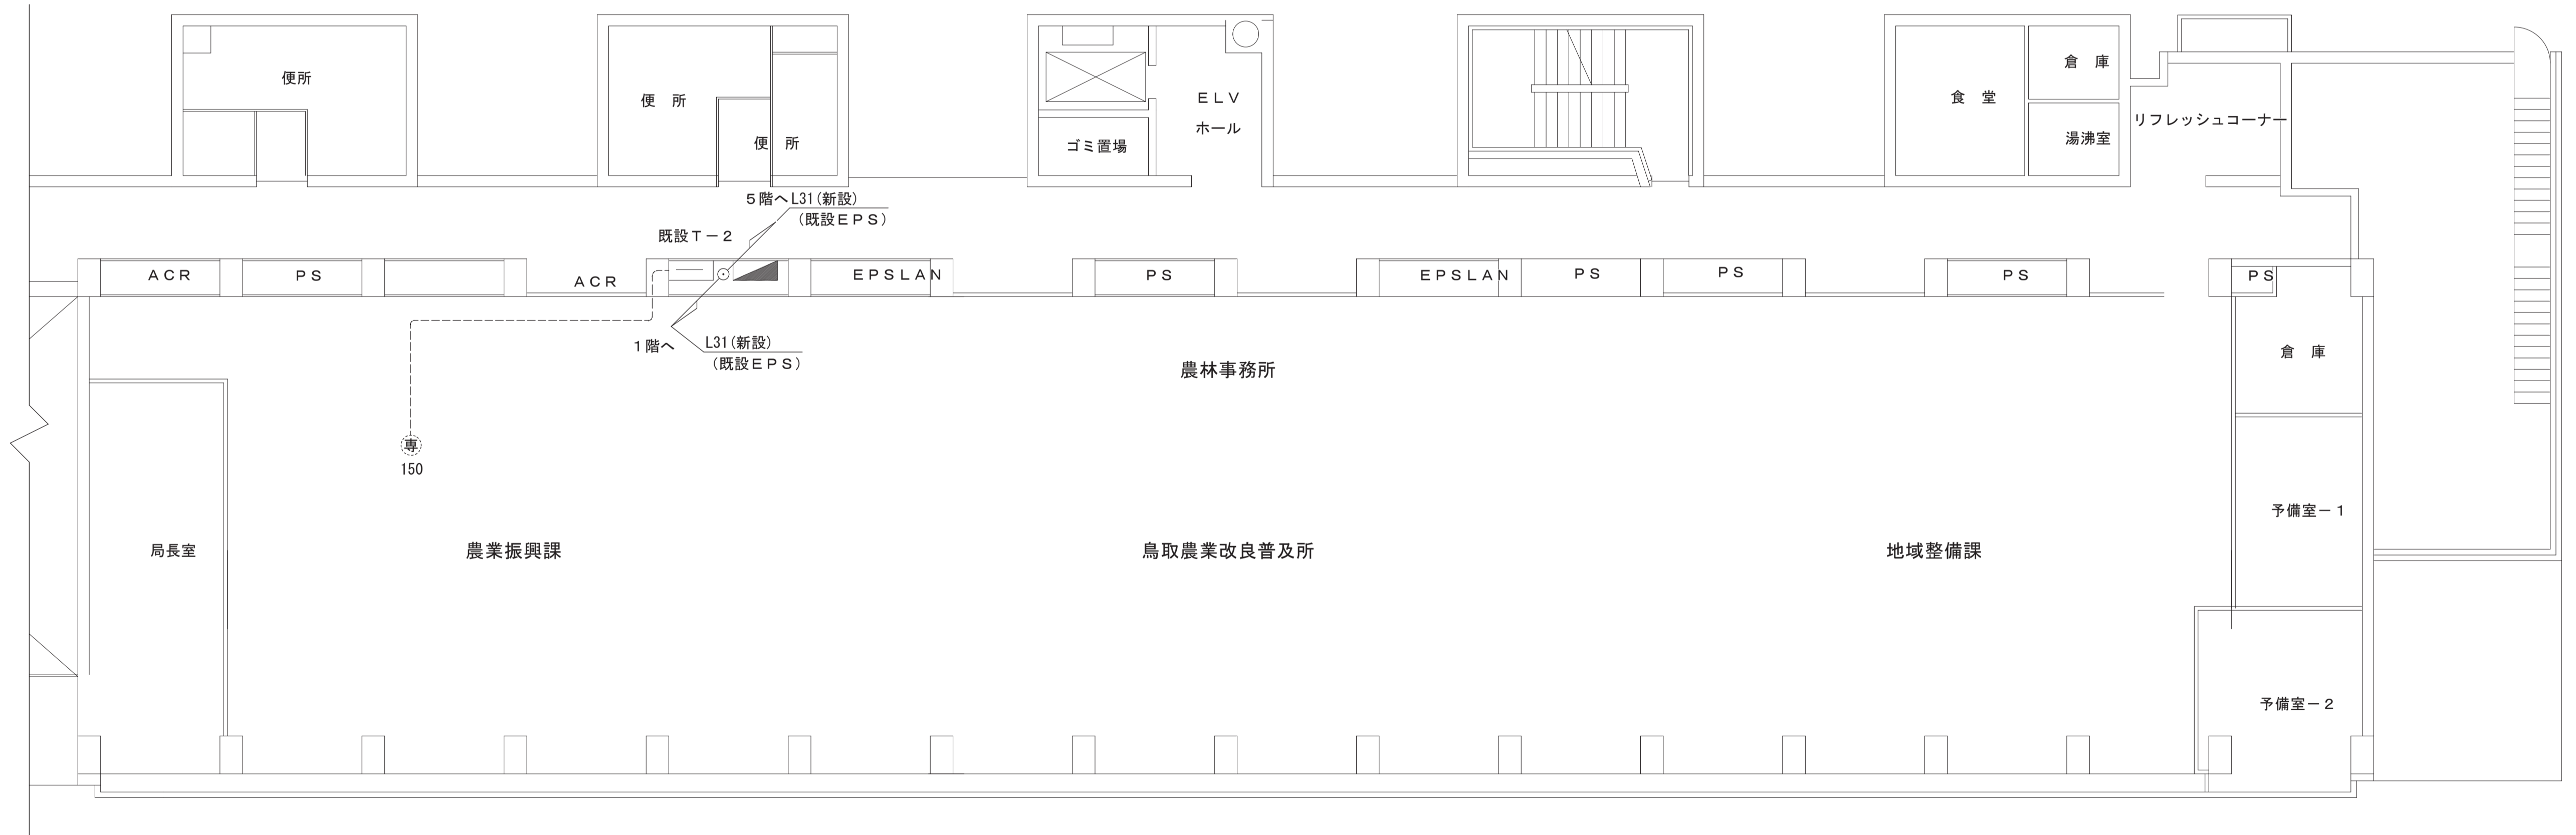 便所
便　所
便　所
ＥＬＶ
ホール
ゴミ置場
食　堂
倉　庫
湯沸室
リフレッシュコーナー
５階へ L31(新設)
(既設ＥＰＳ)
既設Ｔ－２
ＡＣＲ
ＰＳ
ＡＣＲ
ＥＰＳLAN
ＰＳ
ＥＰＳLAN
ＰＳ
ＰＳ
ＰＳ
ＰＳ
１階へ L31(新設)
(既設ＥＰＳ)
農林事務所
倉　庫
専
150
予備室－１
局長室
農業振興課
鳥取農業改良普及所
地域整備課
予備室－２